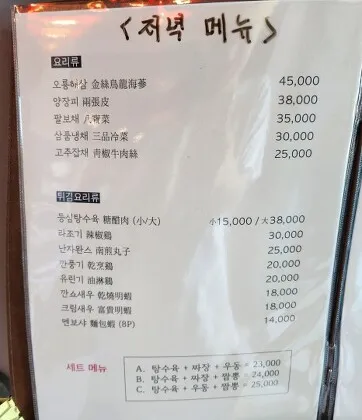 <저녁 메뉴>
요리류
오룡해삼 金絲烏龍海蔘 45,000
양장피 兩張皮 38,000
팔보채 八寶菜 35,000
삼품냉채 三品冷菜 30,000
고추잡채 靑椒牛肉絲 25,000
튀김요리류
등심탕수육 糖醋肉 (小/大) 小15,000 / 大38,000
라조기 辣椒鷄 30,000
난자완스 南煎丸子 25,000
깐풍기 乾烹鷄 20,000
유린기 油淋鷄 20,000
깐쇼새우 乾燒明蝦 18,000
크림새우 富貴明蝦 18,000
멘보샤 麵包蝦 (8P) 14,000
세트 메뉴
A. 탕수육 + 짜장 + 우동 = 23,000
B. 탕수육 + 짜장 + 짬뽕 = 24,000
C. 탕수육 + 우동 + 짬뽕 = 25,000